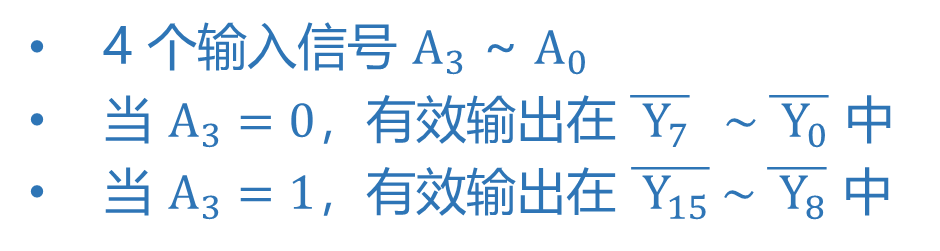 • 4 个输入信号 A₃ ~ A₀
• 当 A₃ = 0，有效输出在 Y̅₇ ~ Y̅₀ 中
• 当 A₃ = 1，有效输出在 Y̅₁₅ ~ Y̅₈ 中